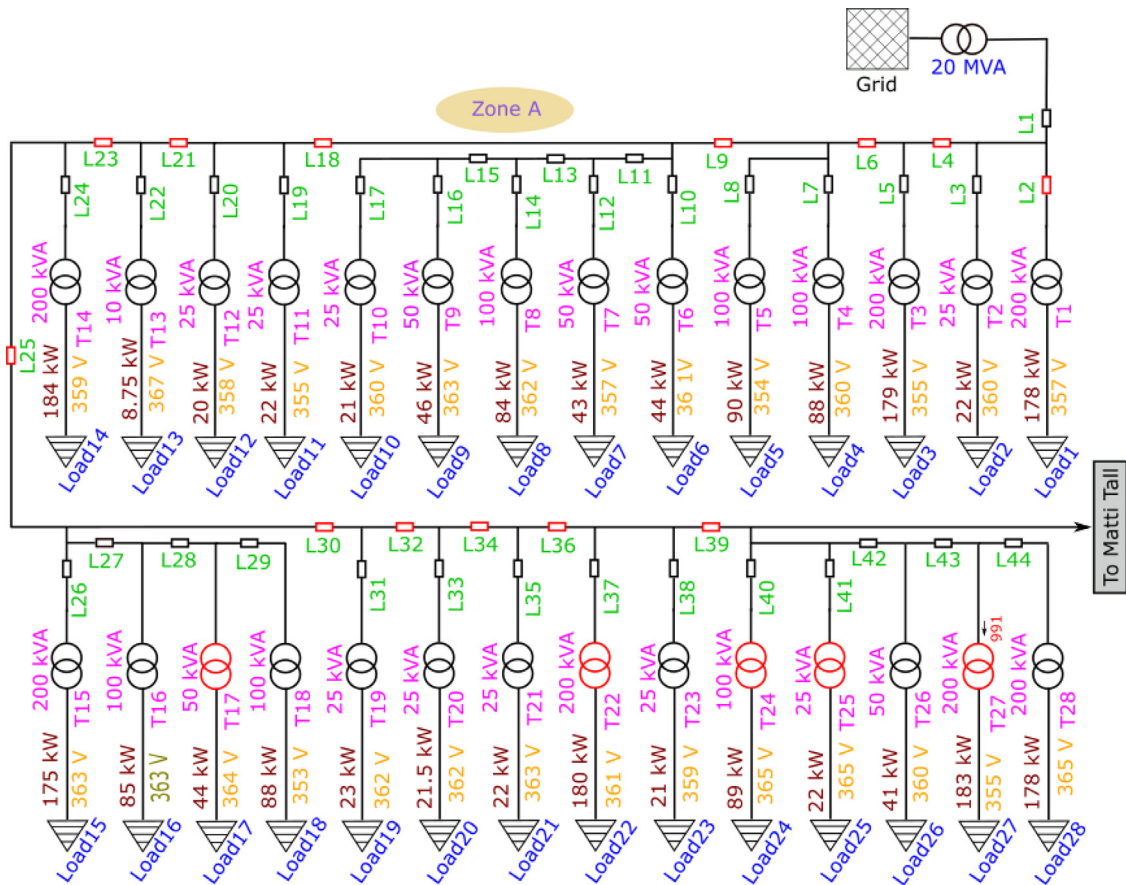 Grid
20 MVA
Zone A
L1
L23
L21
L18
L15
L13
L11
L9
L6
L4
L24
L22
L20
L19
L17
L16
L14
L12
L10
L8
L7
L5
L3
L2
200 kVA
10 kVA
25 kVA
25 kVA
25 kVA
50 kVA
100 kVA
50 kVA
50 kVA
100 kVA
100 kVA
200 kVA
25 kVA
200 kVA
T14
T13
T12
T11
T10
T9
T8
T7
T6
T5
T4
T3
T2
T1
L25
184 kW
359 V
8.75 kW
367 V
20 kW
358 V
22 kW
355 V
21 kW
360 V
46 kW
363 V
84 kW
362 V
43 kW
357 V
44 kW
36 1V
90 kW
354 V
88 kW
360 V
179 kW
355 V
22 kW
360 V
178 kW
357 V
Load14
Load13
Load12
Load11
Load10
Load9
Load8
Load7
Load6
Load5
Load4
Load3
Load2
Load1
To Matti Tall
L27
L28
L29
L30
L32
L34
L36
L39
L42
L43
L44
L26
L31
L33
L35
L37
L38
L40
L41
991
200 kVA
100 kVA
50 kVA
100 kVA
25 kVA
25 kVA
25 kVA
200 kVA
25 kVA
100 kVA
25 kVA
50 kVA
200 kVA
200 kVA
T15
T16
T17
T18
T19
T20
T21
T22
T23
T24
T25
T26
T27
T28
175 kW
363 V
85 kW
363 V
44 kW
364 V
88 kW
353 V
23 kW
362 V
21.5 kW
362 V
22 kW
363 V
180 kW
361 V
21 kW
359 V
89 kW
365 V
22 kW
365 V
41 kW
360 V
183 kW
355 V
178 kW
365 V
Load15
Load16
Load17
Load18
Load19
Load20
Load21
Load22
Load23
Load24
Load25
Load26
Load27
Load28